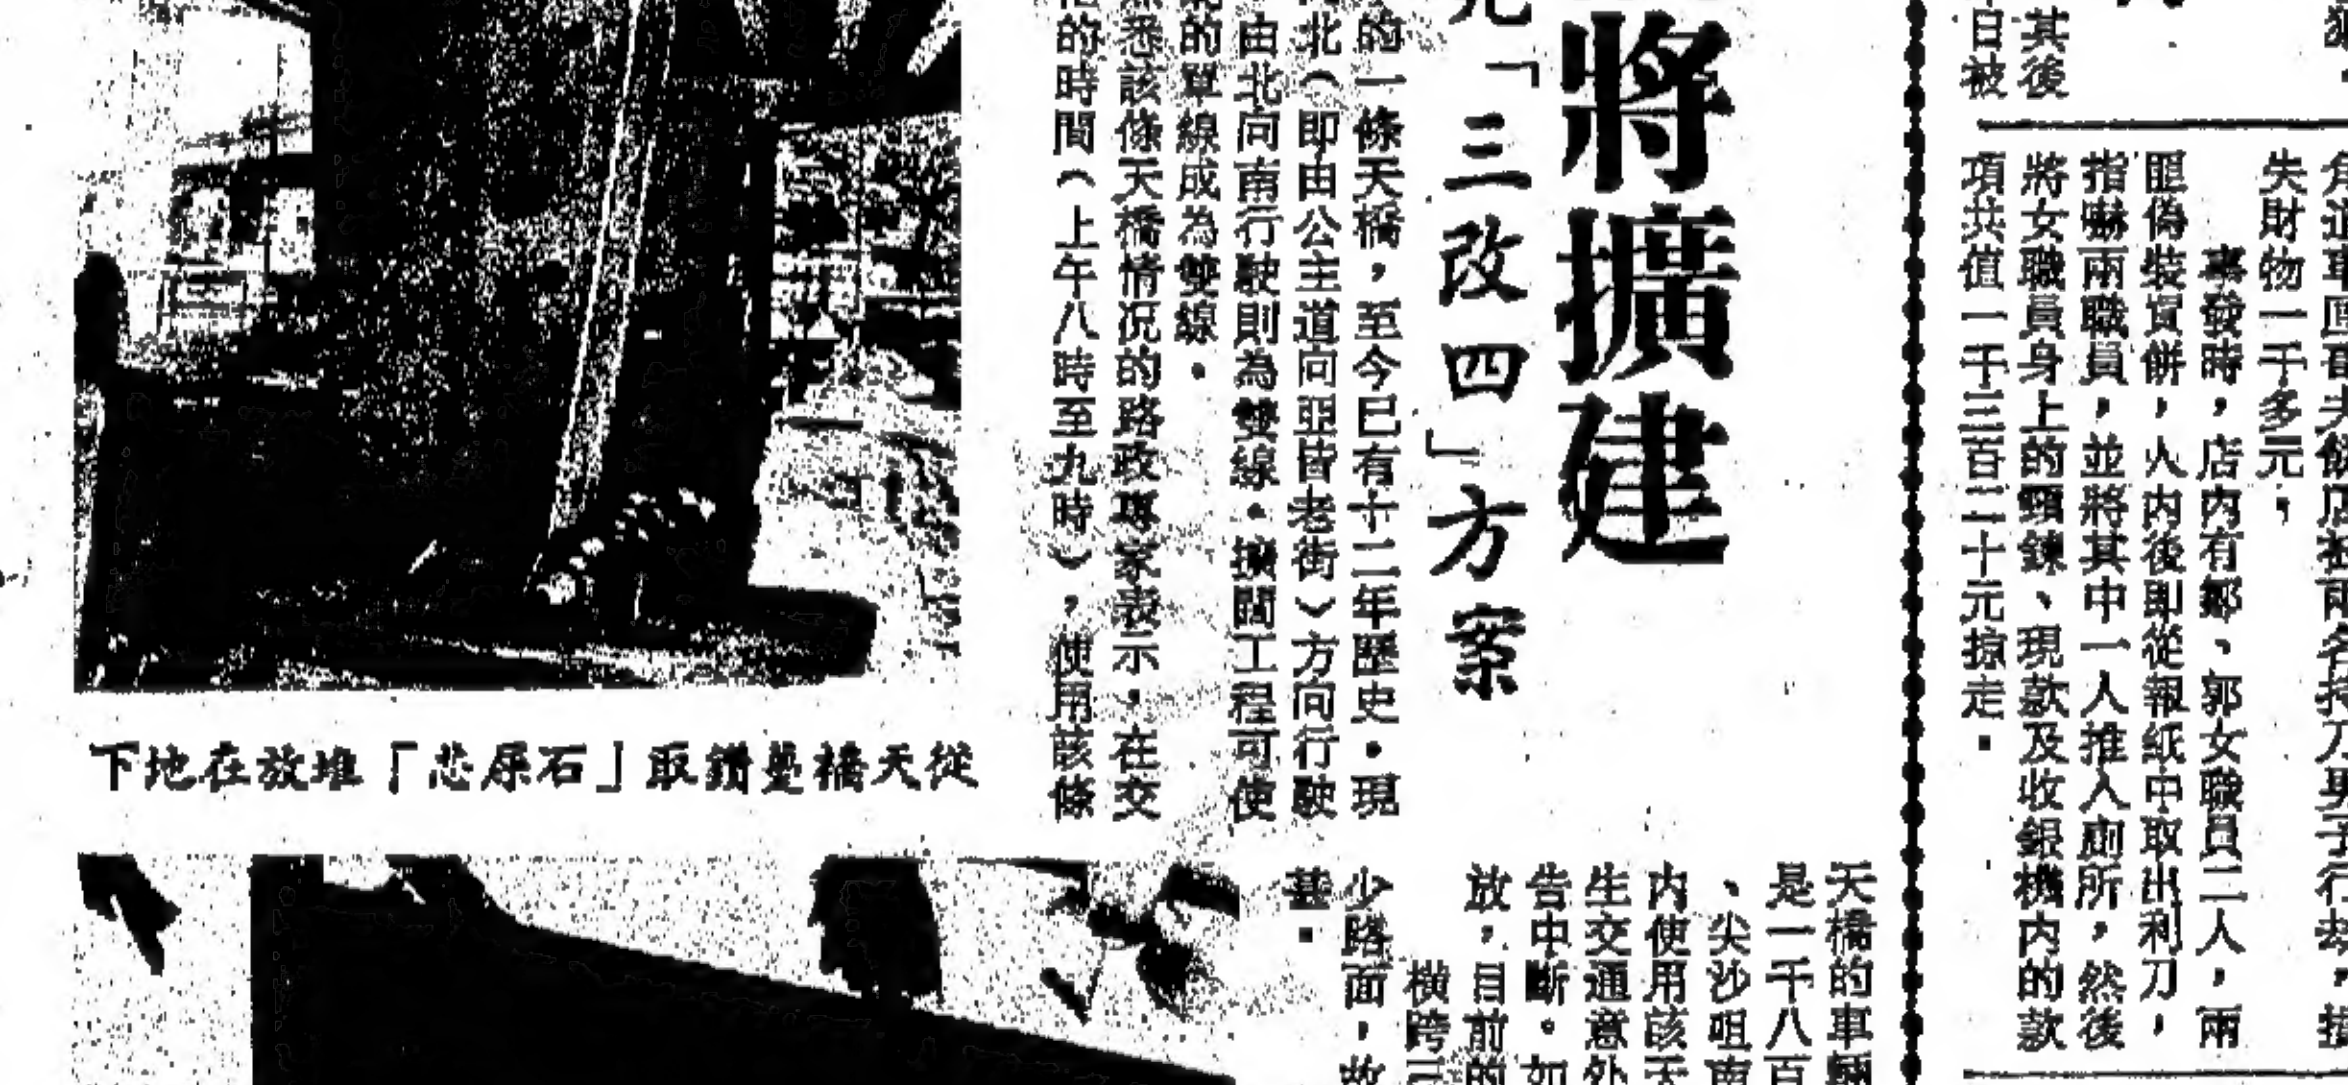 其後
日被
失財物一千多元，
事發時，店內有鄭、郭女職員二人，兩
匪偽裝買餅，人內後即從報紙中取出利刀，
指嚇兩職員，並將其中一人推入廁所，然後
將女職員身上的頸鍊、現款及收銀機內的款
項共值一千三百二十元掠走。
將擴建
「三改四」方案
的一條天橋，至今已有十二年歷史。現
北（即由公主道向詛皆老街）方向行駛
由北向南行駛則為雙線。擴闊工程可使
的單線成為雙線。
悉該條天橋情況的路政專家表示，在交
的時間（上午八時至九時），使用該條
從天橋躉鑽取「石屎芯」堆放在地下
天橋的車輛
是一千八百
、尖沙咀南
內使用該天
生交通意外
告中斷。如
放，目前的
橫跨三
少路面，故
甚。